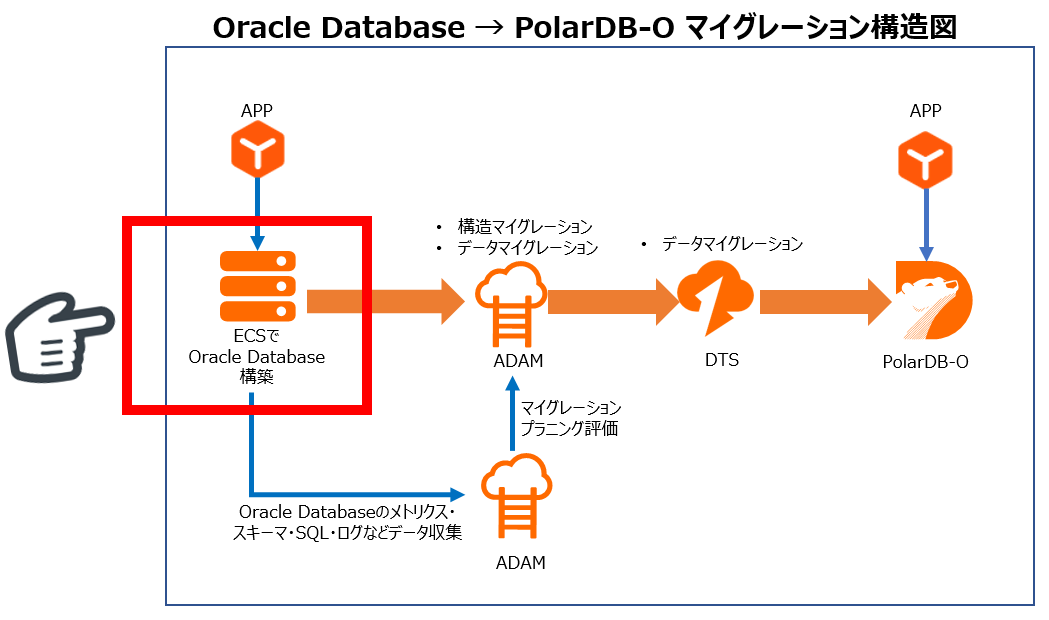 Oracle Database → PolarDB-O マイグレーション構造図
APP
APP
• 構造マイグレーション
• データマイグレーション
• データマイグレーション
ECSで
Oracle Database
構築
ADAM
DTS
PolarDB-O
マイグレーション
プラニング評価
Oracle Databaseのメトリクス・
スキーマ・SQL・ログなどデータ収集
ADAM